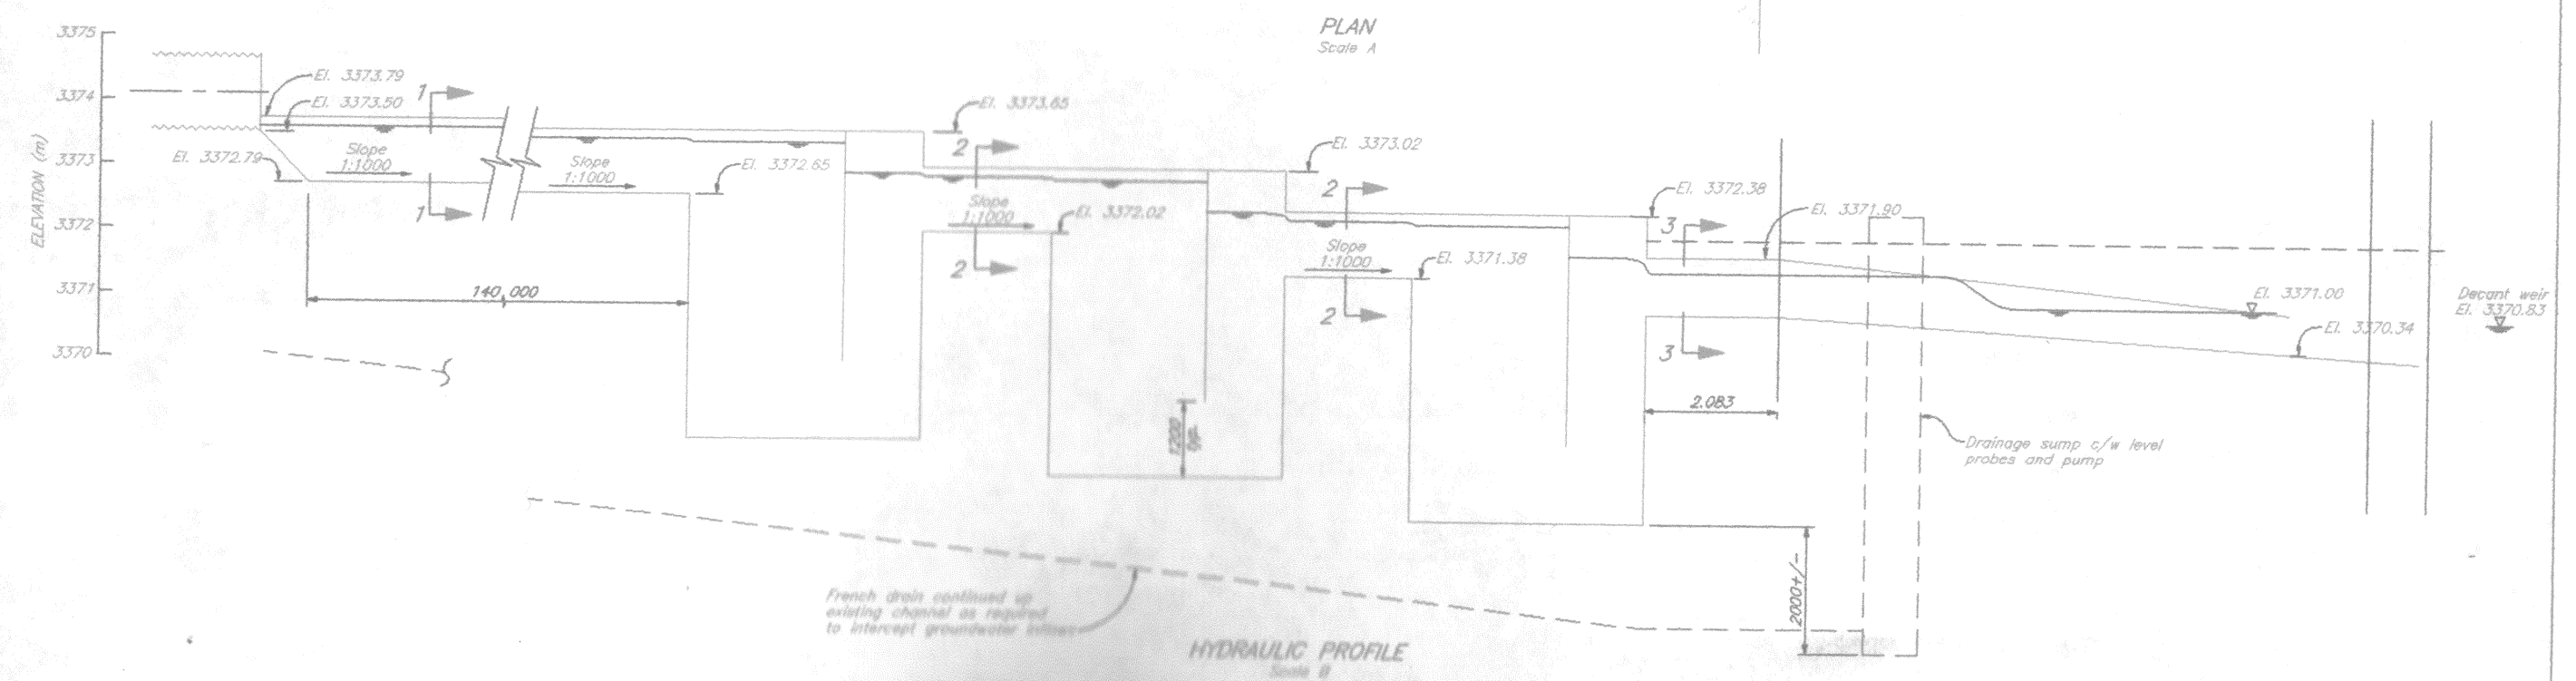 PLAN
Scale A
3375
3374
3373
3372
3371
3370
ELEVATION (m)
El. 3373.79
El. 3373.50
El. 3372.79
1
1
Slope
1:1000
Slope
1:1000
140,000
El. 3372.65
El. 3373.65
2
2
Slope
1:1000
El. 3372.02
El. 3373.02
2
2
Slope
1:1000
El. 3371.38
1200
typ.
El. 3372.38
3
3
El. 3371.90
2.083
El. 3371.00
El. 3370.34
Decant weir
El. 3370.83
Drainage sump c/w level
probes and pump
2000+/-
French drain continued up
existing channel as required
to intercept groundwater
HYDRAULIC PROFILE
Scale B